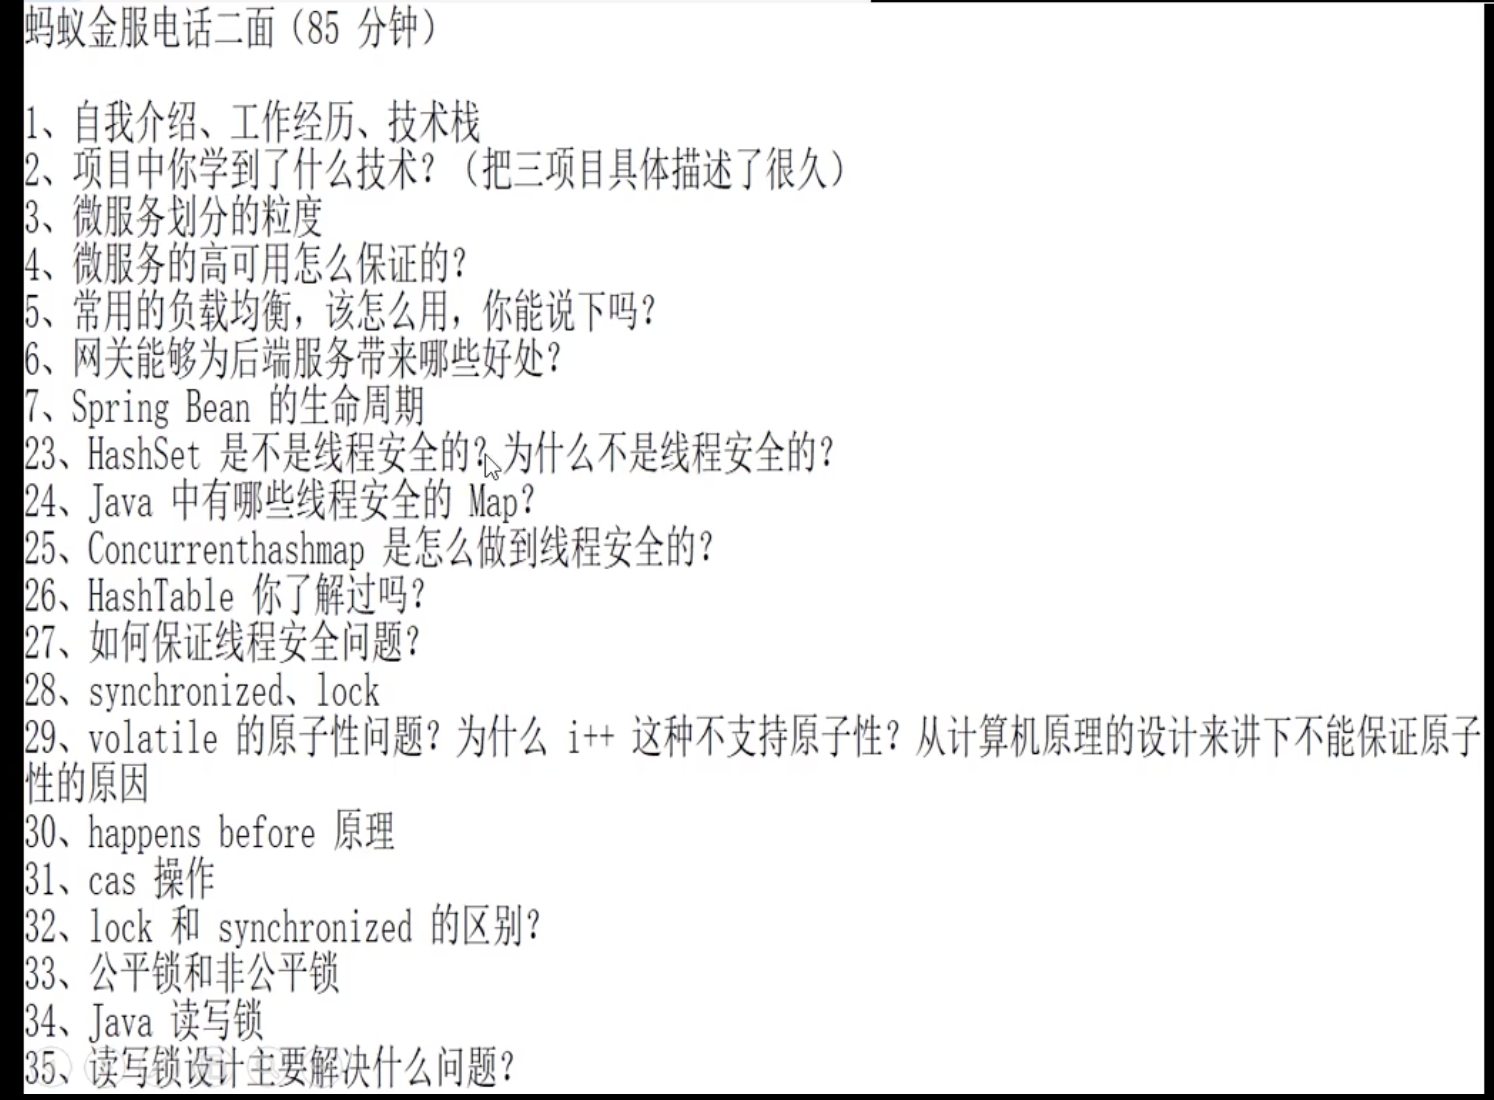 蚂蚁金服电话二面（85 分钟）
1、自我介绍、工作经历、技术栈
2、项目中你学到了什么技术？（把三项目具体描述了很久）
3、微服务划分的粒度
4、微服务的高可用怎么保证的？
5、常用的负载均衡，该怎么用，你能说下吗？
6、网关能够为后端服务带来哪些好处？
7、Spring Bean 的生命周期
23、HashSet 是不是线程安全的？为什么不是线程安全的？
24、Java 中有哪些线程安全的 Map？
25、Concurrenthashmap 是怎么做到线程安全的？
26、HashTable 你了解过吗？
27、如何保证线程安全问题？
28、synchronized、lock
29、volatile 的原子性问题？为什么 i++ 这种不支持原子性？从计算机原理的设计来讲下不能保证原子
性的原因
30、happens before 原理
31、cas 操作
32、lock 和 synchronized 的区别？
33、公平锁和非公平锁
34、Java 读写锁
35、读写锁设计主要解决什么问题？